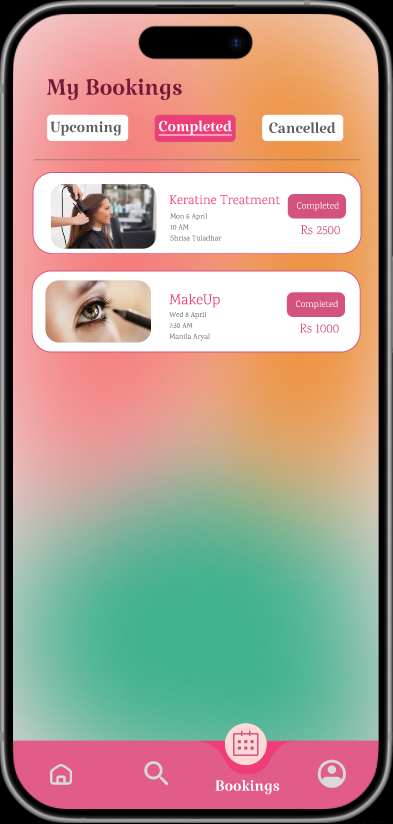 My Bookings
Upcoming
Completed
Cancelled
Keratine Treatment
Mon 6 April
10 AM
Shrisa Tuladhar
Completed
Rs 2500
MakeUp
Wed 8 April
7:30 AM
Manila Aryal
Completed
Rs 1000
Bookings